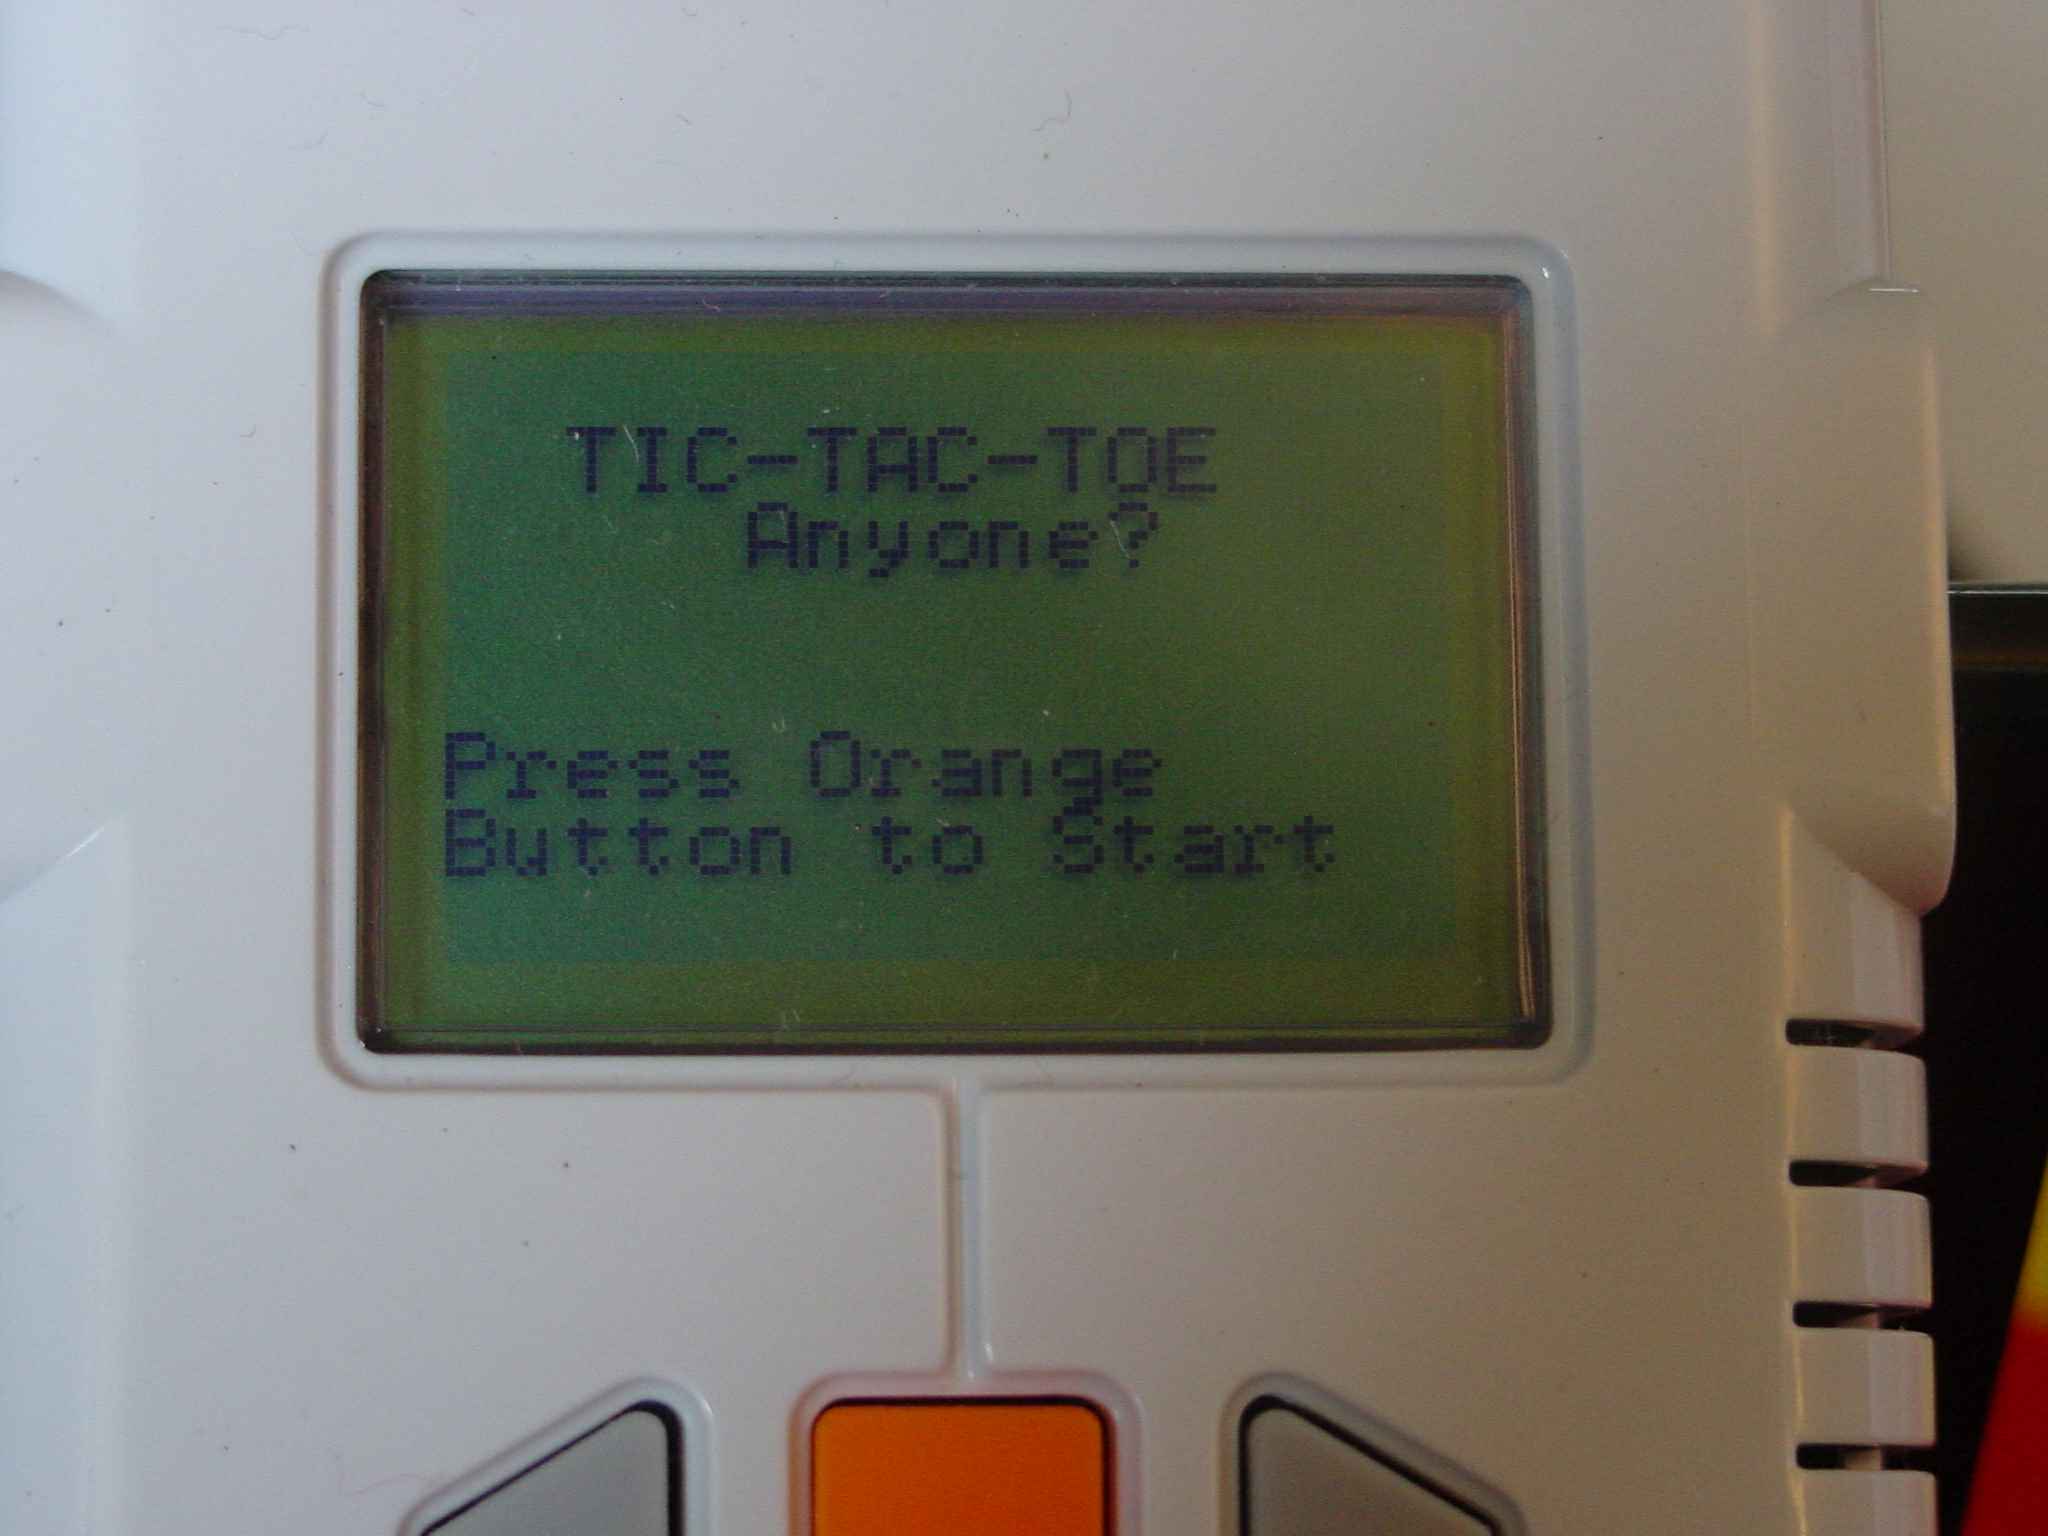 TIC-TAC-TOE
Anyone?
Press Orange
Button to Start